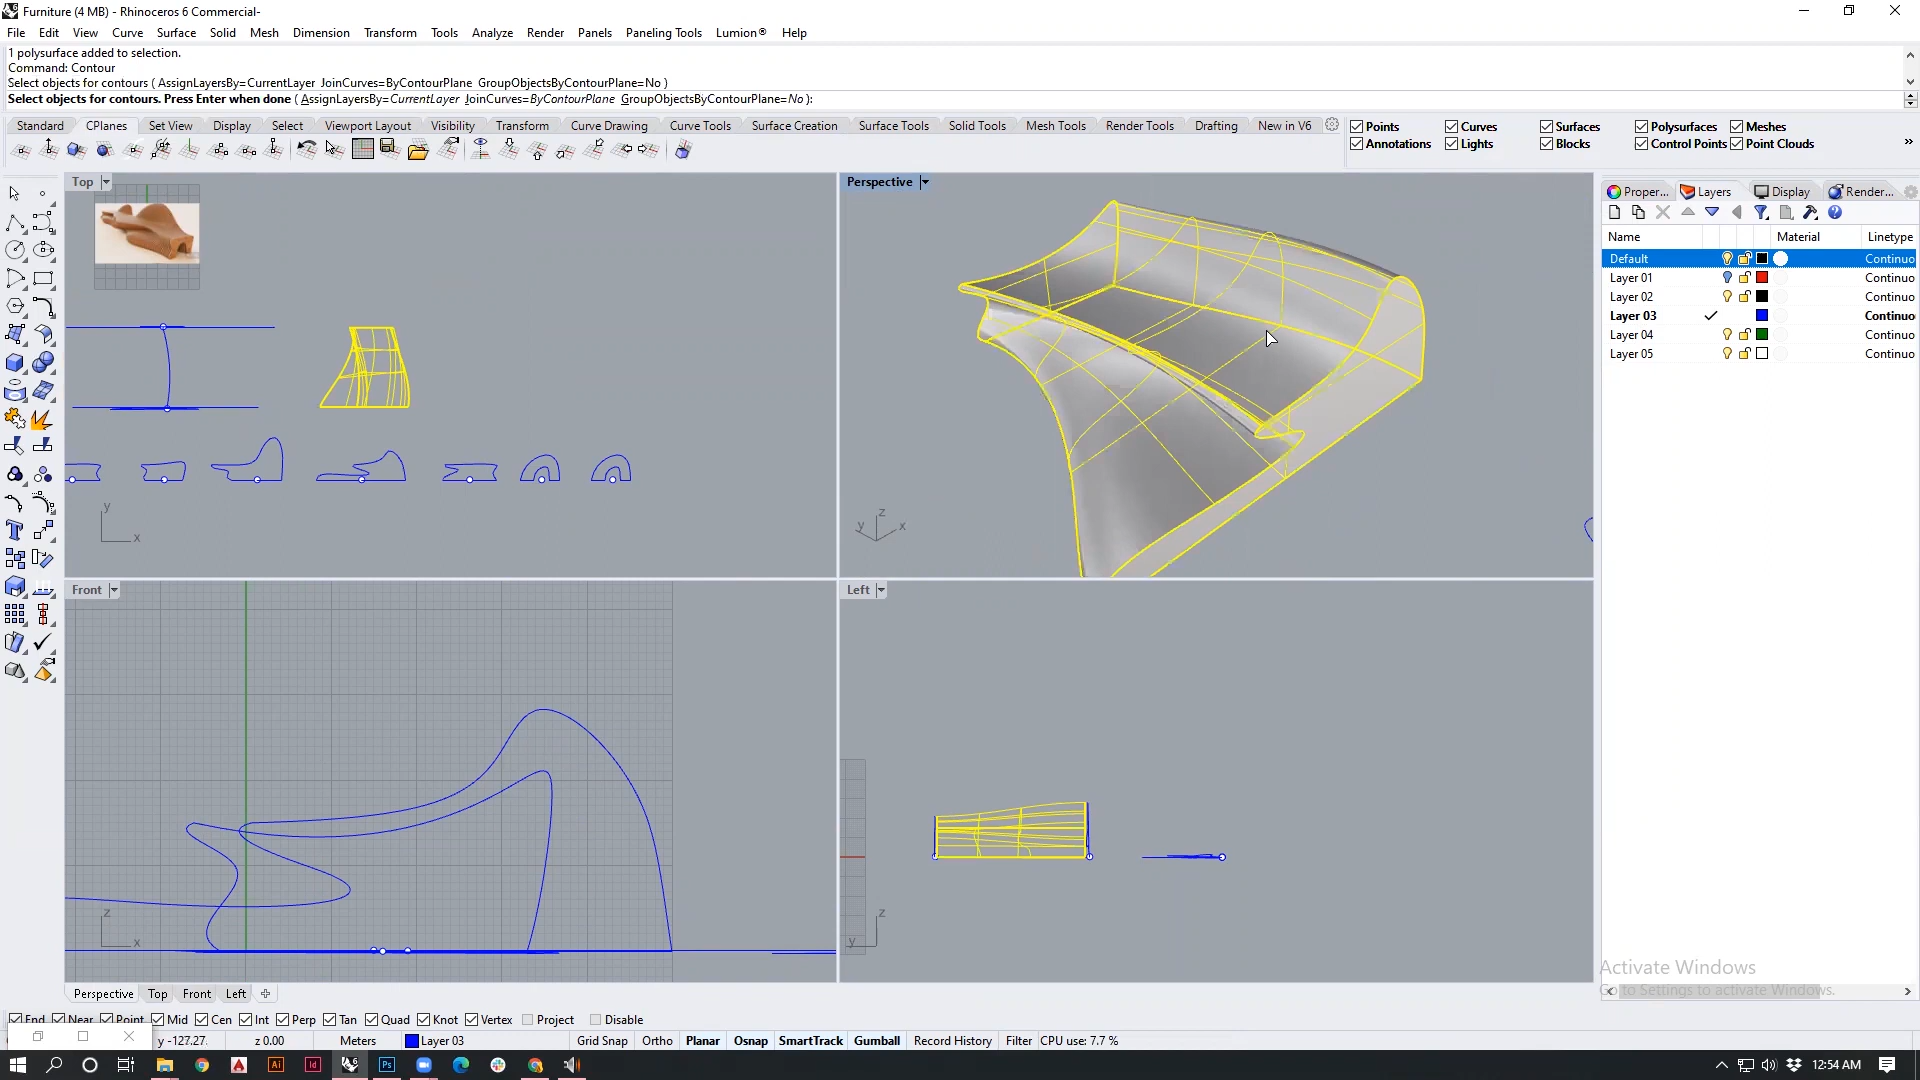 Furniture (4 MB) - Rhinoceros 6 Commercial-
File Edit View Curve Surface Solid Mesh Dimension Transform Tools Analyze Render Panels Paneling Tools Lumion® Help
1 polysurface added to selection.
Command: Contour
Select objects for contours ( AssignLayersBy=CurrentLayer JoinCurves=ByContourPlane GroupObjectsByContourPlane=No )
Select objects for contours. Press Enter when done ( AssignLayersBy=CurrentLayer JoinCurves=ByContourPlane GroupObjectsByContourPlane=No ):
Standard CPlanes Set View Display Select Viewport Layout Visibility Transform Curve Drawing Curve Tools Surface Creation Surface Tools Solid Tools Mesh Tools Render Tools Drafting New in V6
Points Curves Surfaces Polysurfaces Meshes
Annotations Lights Blocks Control Points Point Clouds »
Top
Perspective
Proper... Layers Display Render...
Name Material Linetype
Default Continuo
Layer 01 Continuo
Layer 02 Continuo
Layer 03 Continuo
Layer 04 Continuo
Layer 05 Continuo
y
x
z
y x
Front
Left
z
x
z
y
Activate Windows
Go to Settings to activate Windows.
Perspective Top Front Left
End Near Point Mid Cen Int Perp Tan Quad Knot Vertex Project Disable
y -127.27 z 0.00 Meters Layer 03 Grid Snap Ortho Planar Osnap SmartTrack Gumball Record History Filter CPU use: 7.7 %
12:54 AM